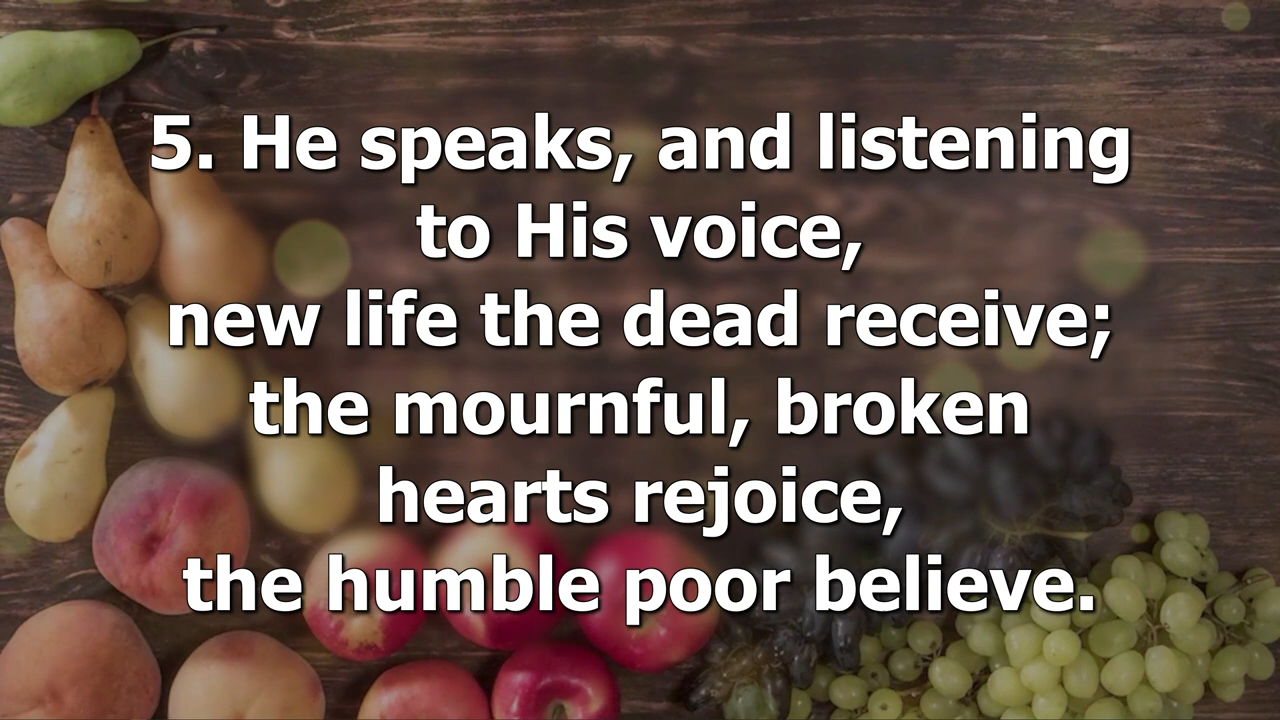 5. He speaks, and listening
to His voice,
new life the dead receive;
the mournful, broken
hearts rejoice,
the humble poor believe.